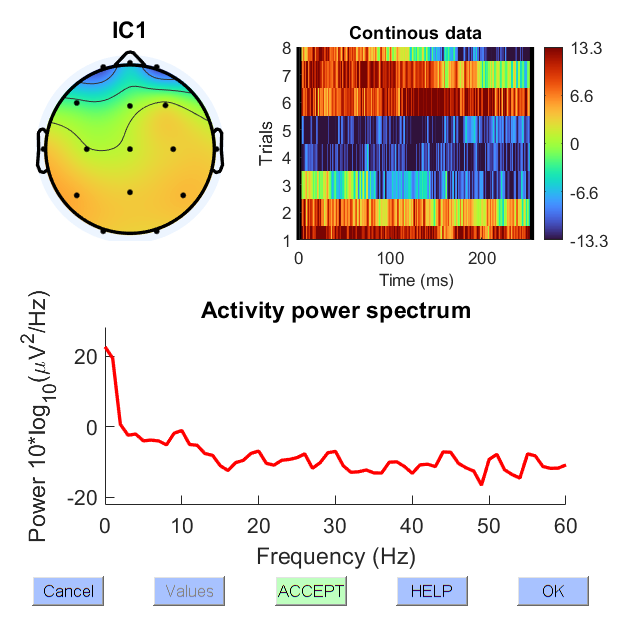 IC1
Continous data
Trials
8
7
6
5
4
3
2
1
0 100 200
Time (ms)
13.3
6.6
0
-6.6
-13.3
Activity power spectrum
Power 10*log10(μV2/Hz)
20
0
-20
0 10 20 30 40 50 60
Frequency (Hz)
Cancel Values ACCEPT HELP OK